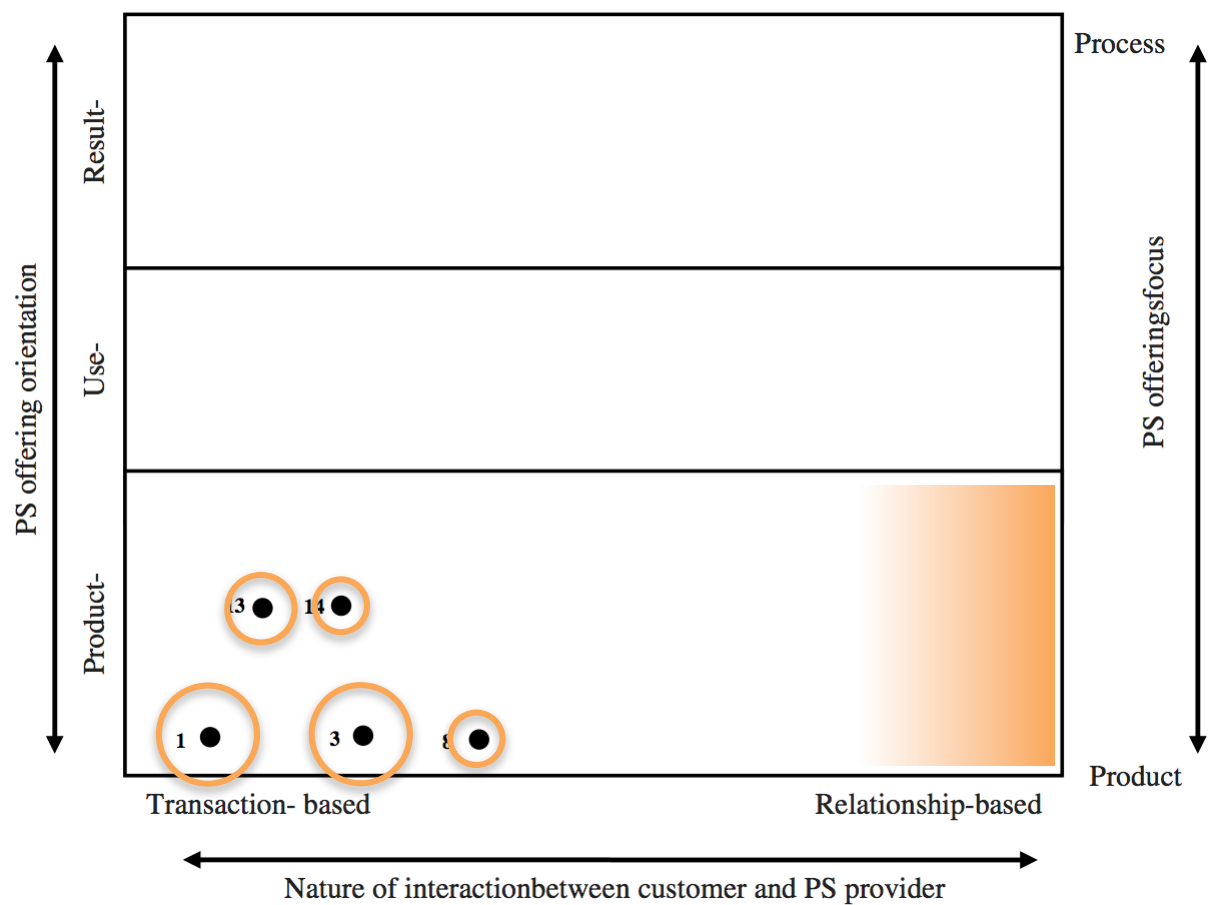 Process
Result-
Use-
Product-
PS offering orientation
PS offeringsfocus
13
14
1
3
8
Product
Transaction- based
Relationship-based
Nature of interactionbetween customer and PS provider